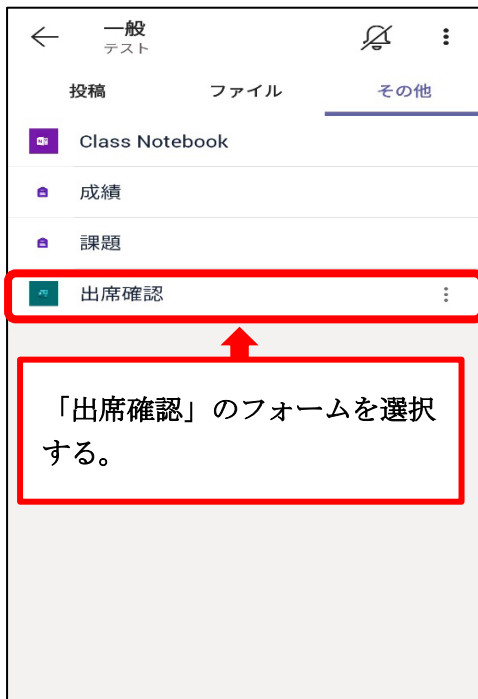 一般
テスト
投稿 ファイル その他
Class Notebook
成績
課題
出席確認
「出席確認」のフォームを選択
する。